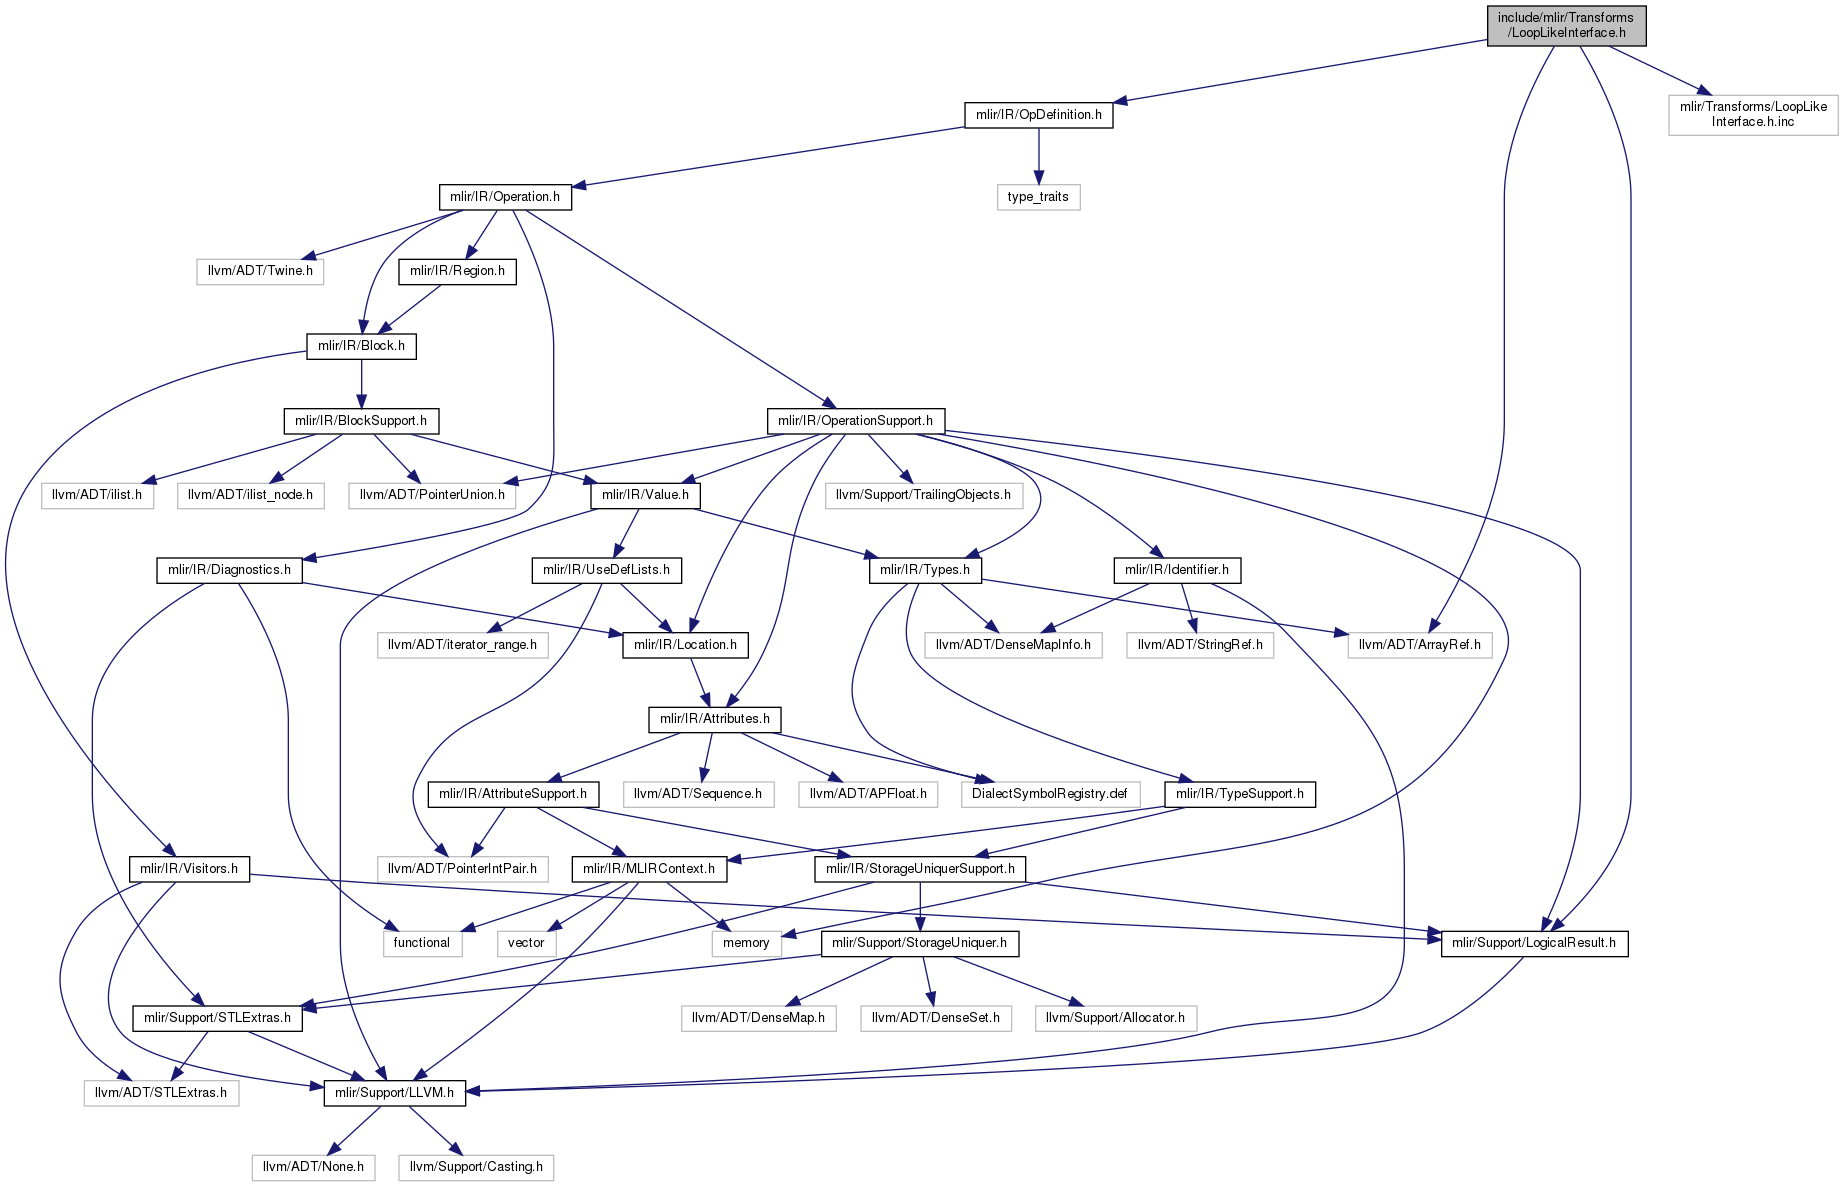 include/mlir/Transforms
/LoopLikeInterface.h
mlir/IR/OpDefinition.h
mlir/Transforms/LoopLike
Interface.h.inc
mlir/IR/Operation.h
type_traits
llvm/ADT/Twine.h
mlir/IR/Region.h
mlir/IR/Block.h
mlir/IR/BlockSupport.h
mlir/IR/OperationSupport.h
llvm/ADT/ilist.h
llvm/ADT/ilist_node.h
llvm/ADT/PointerUnion.h
mlir/IR/Value.h
llvm/Support/TrailingObjects.h
mlir/IR/Diagnostics.h
mlir/IR/UseDefLists.h
mlir/IR/Types.h
mlir/IR/Identifier.h
llvm/ADT/iterator_range.h
mlir/IR/Location.h
llvm/ADT/DenseMapInfo.h
llvm/ADT/StringRef.h
llvm/ADT/ArrayRef.h
mlir/IR/Attributes.h
mlir/IR/AttributeSupport.h
llvm/ADT/Sequence.h
llvm/ADT/APFloat.h
DialectSymbolRegistry.def
mlir/IR/TypeSupport.h
mlir/IR/Visitors.h
llvm/ADT/PointerIntPair.h
mlir/IR/MLIRContext.h
mlir/IR/StorageUniquerSupport.h
functional
vector
memory
mlir/Support/StorageUniquer.h
mlir/Support/LogicalResult.h
mlir/Support/STLExtras.h
llvm/ADT/DenseMap.h
llvm/ADT/DenseSet.h
llvm/Support/Allocator.h
llvm/ADT/STLExtras.h
mlir/Support/LLVM.h
llvm/ADT/None.h
llvm/Support/Casting.h